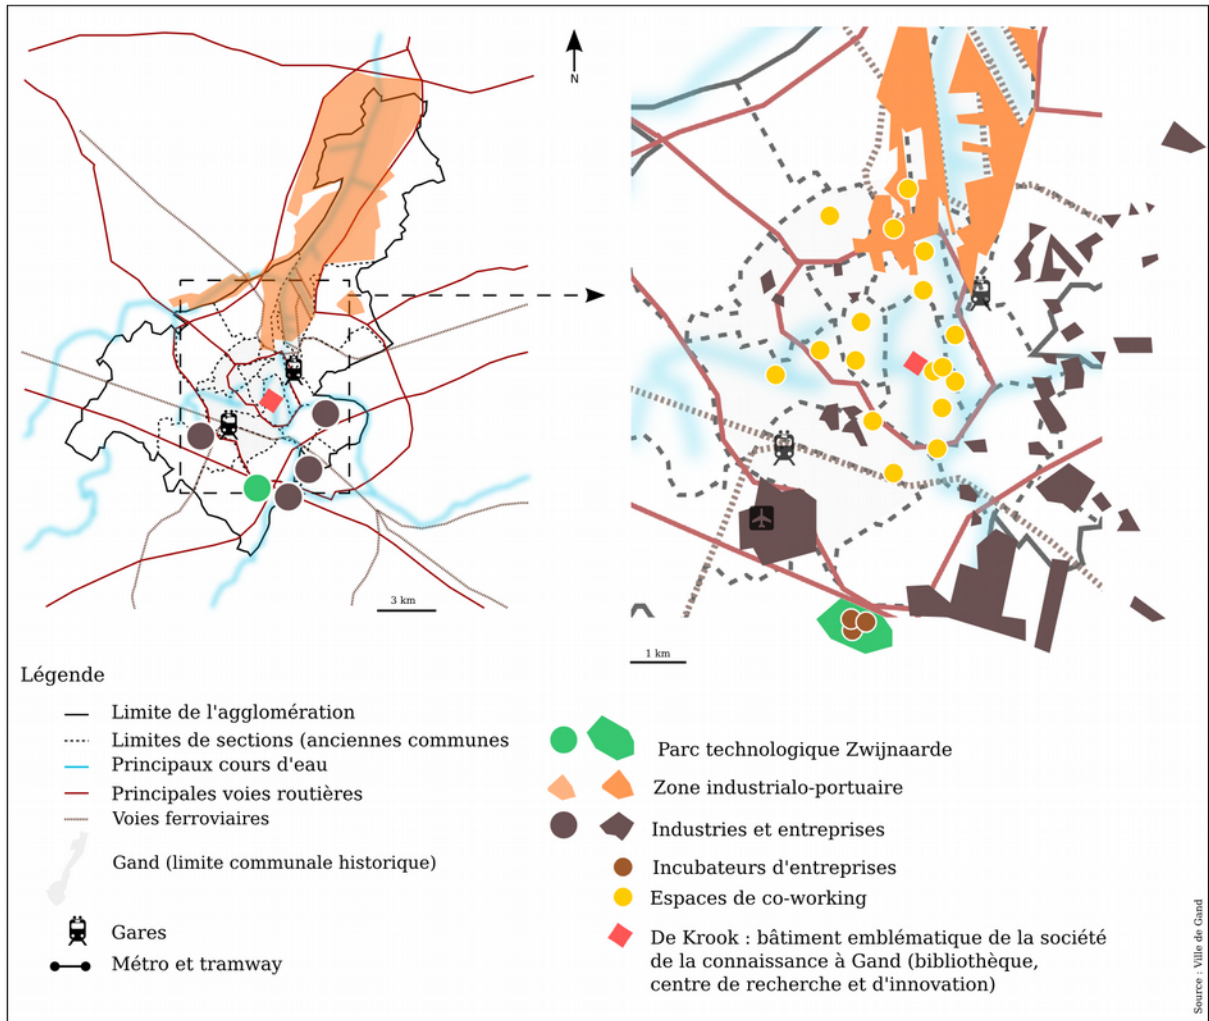 N
3 km
1 km
Légende
Limite de l'agglomération
Limites de sections (anciennes communes
Principaux cours d'eau
Principales voies routières
Voies ferroviaires
Gand (limite communale historique)
Gares
Métro et tramway
Parc technologique Zwijnaarde
Zone industrialo-portuaire
Industries et entreprises
Incubateurs d'entreprises
Espaces de co-working
De Krook : bâtiment emblématique de la société
de la connaissance à Gand (bibliothèque,
centre de recherche et d'innovation)
Source : Ville de Gand